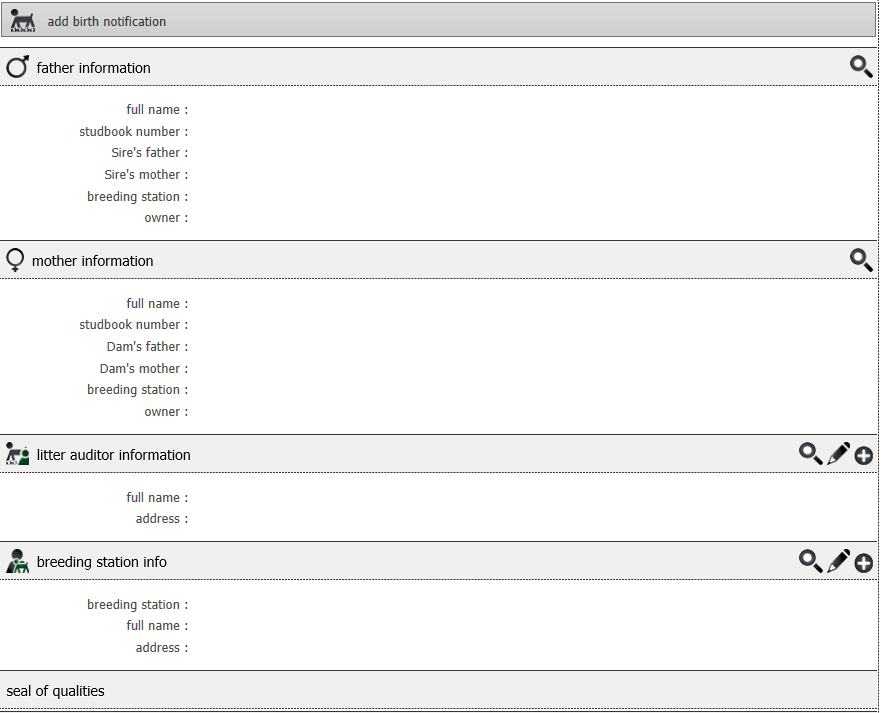 add birth notification
father information
full name :
studbook number :
Sire's father :
Sire's mother :
breeding station :
owner :
mother information
full name :
studbook number :
Dam's father :
Dam's mother :
breeding station :
owner :
litter auditor information
full name :
address :
breeding station info
breeding station :
full name :
address :
seal of qualities